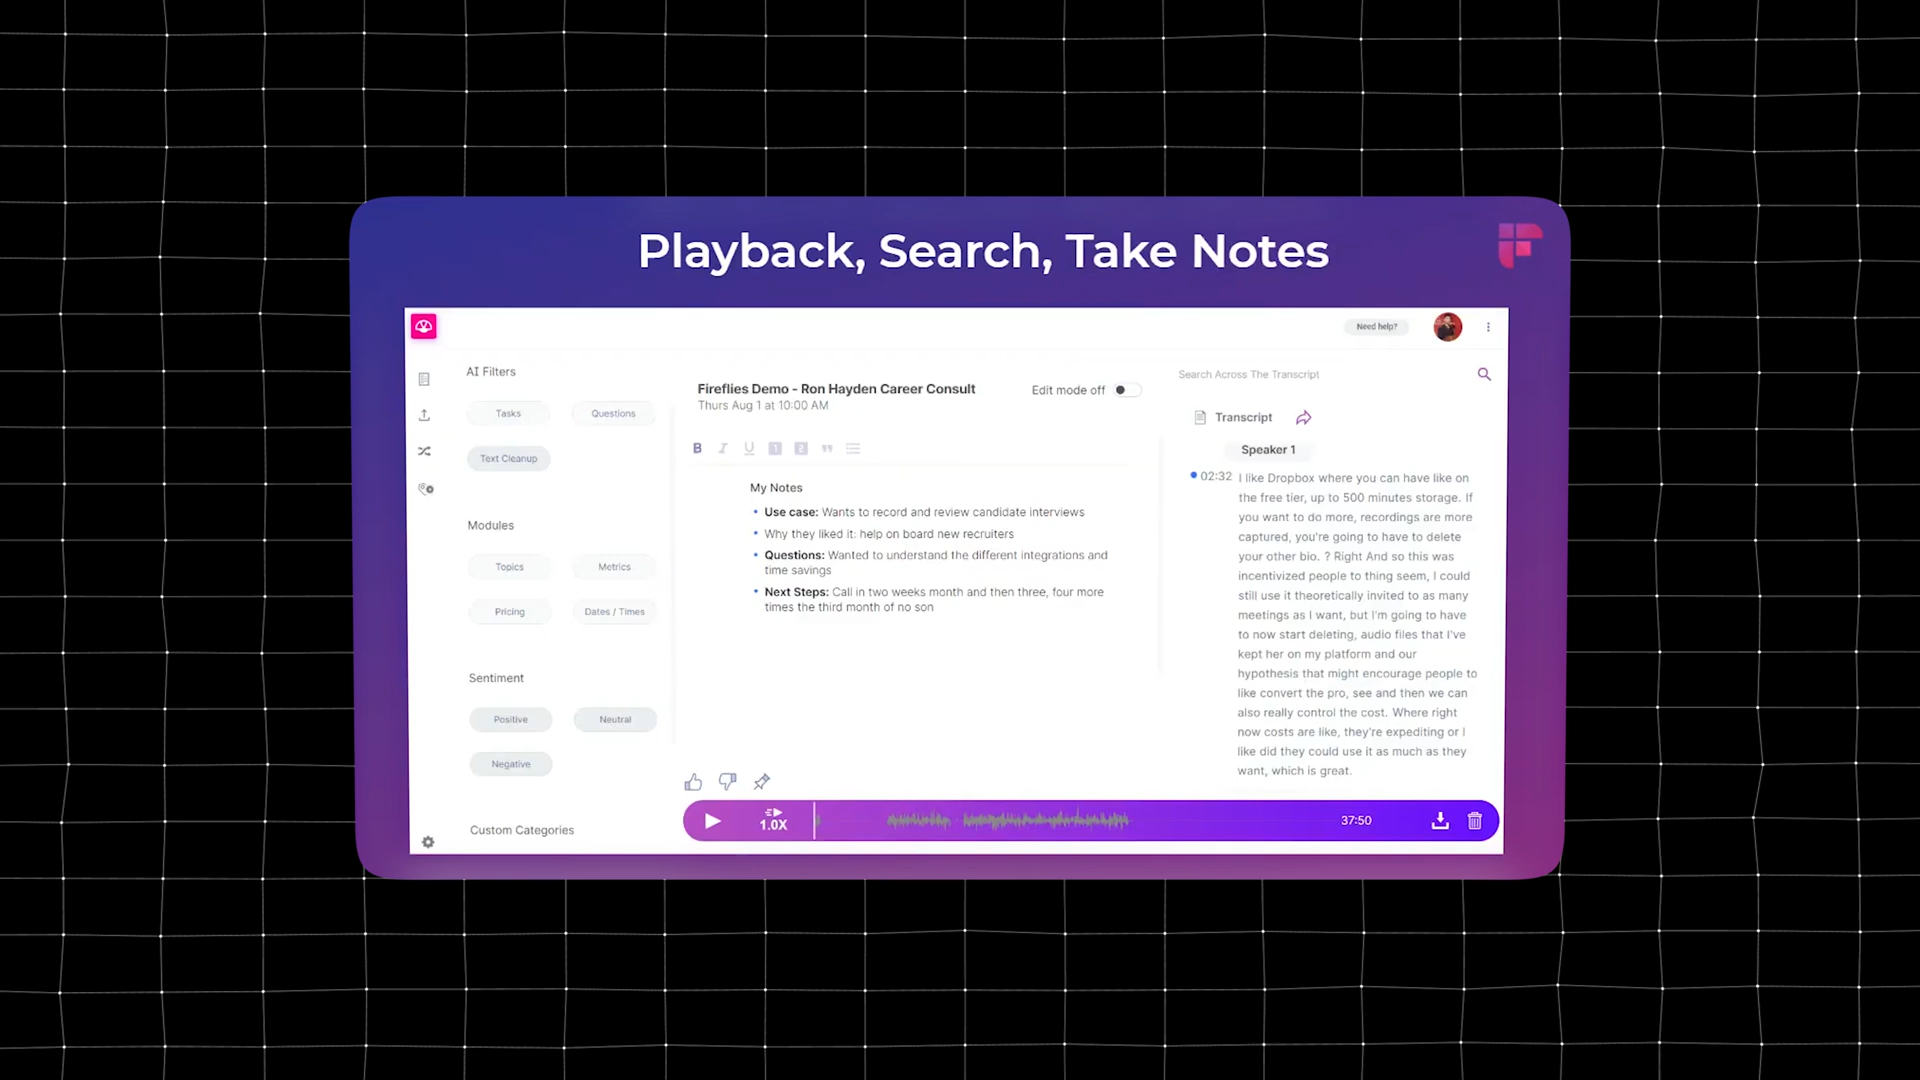 Playback, Search, Take Notes
Need help?
AI Filters
Tasks
Questions
Text Cleanup
Modules
Topics
Metrics
Pricing
Dates / Times
Sentiment
Positive
Neutral
Negative
Custom Categories
Fireflies Demo - Ron Hayden Career Consult
Thurs Aug 1 at 10:00 AM
Edit mode off
B I U 1 2
My Notes
Use case: Wants to record and review candidate interviews
Why they liked it: help on board new recruiters
Questions: Wanted to understand the different integrations and
time savings
Next Steps: Call in two weeks month and then three, four more
times the third month of no son
Search Across The Transcript
Transcript
Speaker 1
02:32
I like Dropbox where you can have like on
the free tier, up to 500 minutes storage. If
you want to do more, recordings are more
captured, you're going to have to delete
your other bio. ? Right And so this was
incentivized people to thing seem, I could
still use it theoretically invited to as many
meetings as I want, but I'm going to have
to now start deleting, audio files that I've
kept her on my platform and our
hypothesis that might encourage people to
like convert the pro, see and then we can
also really control the cost. Where right
now costs are like, they're expediting or I
like did they could use it as much as they
want, which is great.
1.0X
37:50